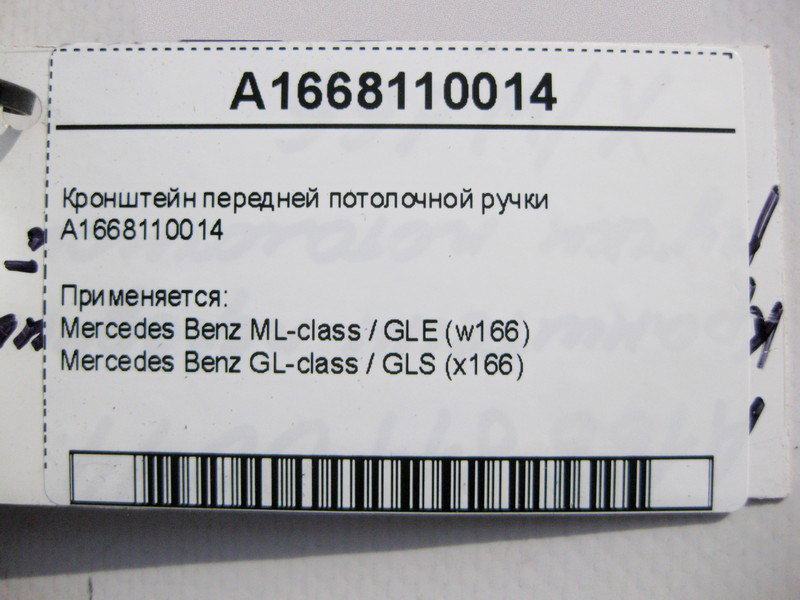 A1668110014
Кронштейн передней потолочной ручки
A1668110014
Применяется:
Mercedes Benz ML-class / GLE (w166)
Mercedes Benz GL-class / GLS (x166)